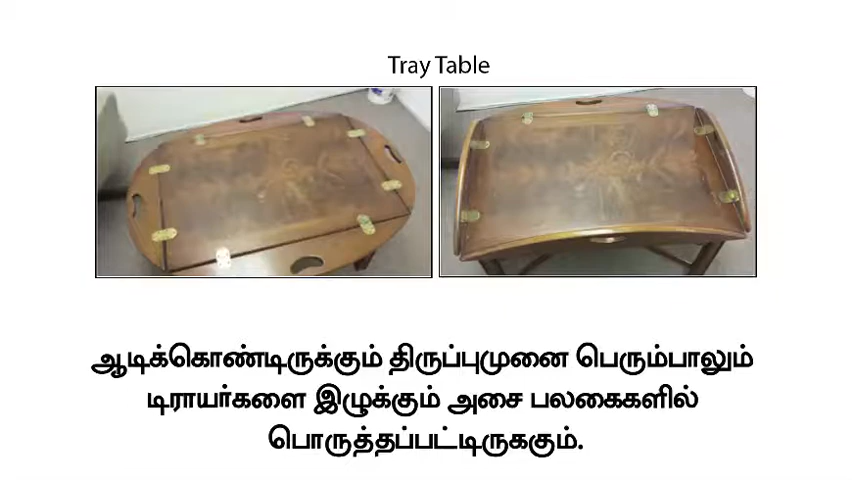 Tray Table
ஆடிக்கொண்டிருக்கும் திருப்புமுனை பெரும்பாலும்
டிராயர்களை இழுக்கும் அசை பலகைகளில்
பொருத்தப்பட்டிருககும்.